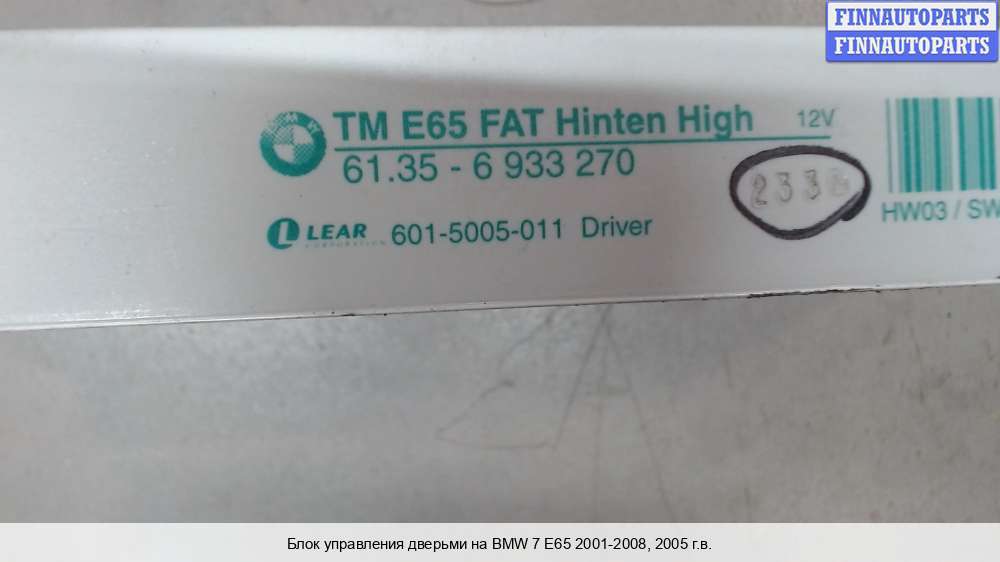 FINNAUTOPARTS
FINNAUTOPARTS
TM E65 FAT Hinten High 12V
61.35 - 6 933 270
HW03 / SW
LEAR 601-5005-011 Driver
CORPORATION
Блок управления дверьми на BMW 7 E65 2001-2008, 2005 г.в.